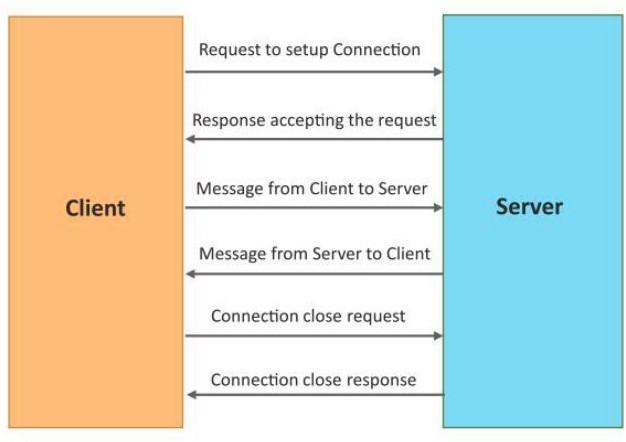 Request to setup Connection
Response accepting the request
Message from Client to Server
Client
Server
Message from Server to Client
Connection close request
Connection close response